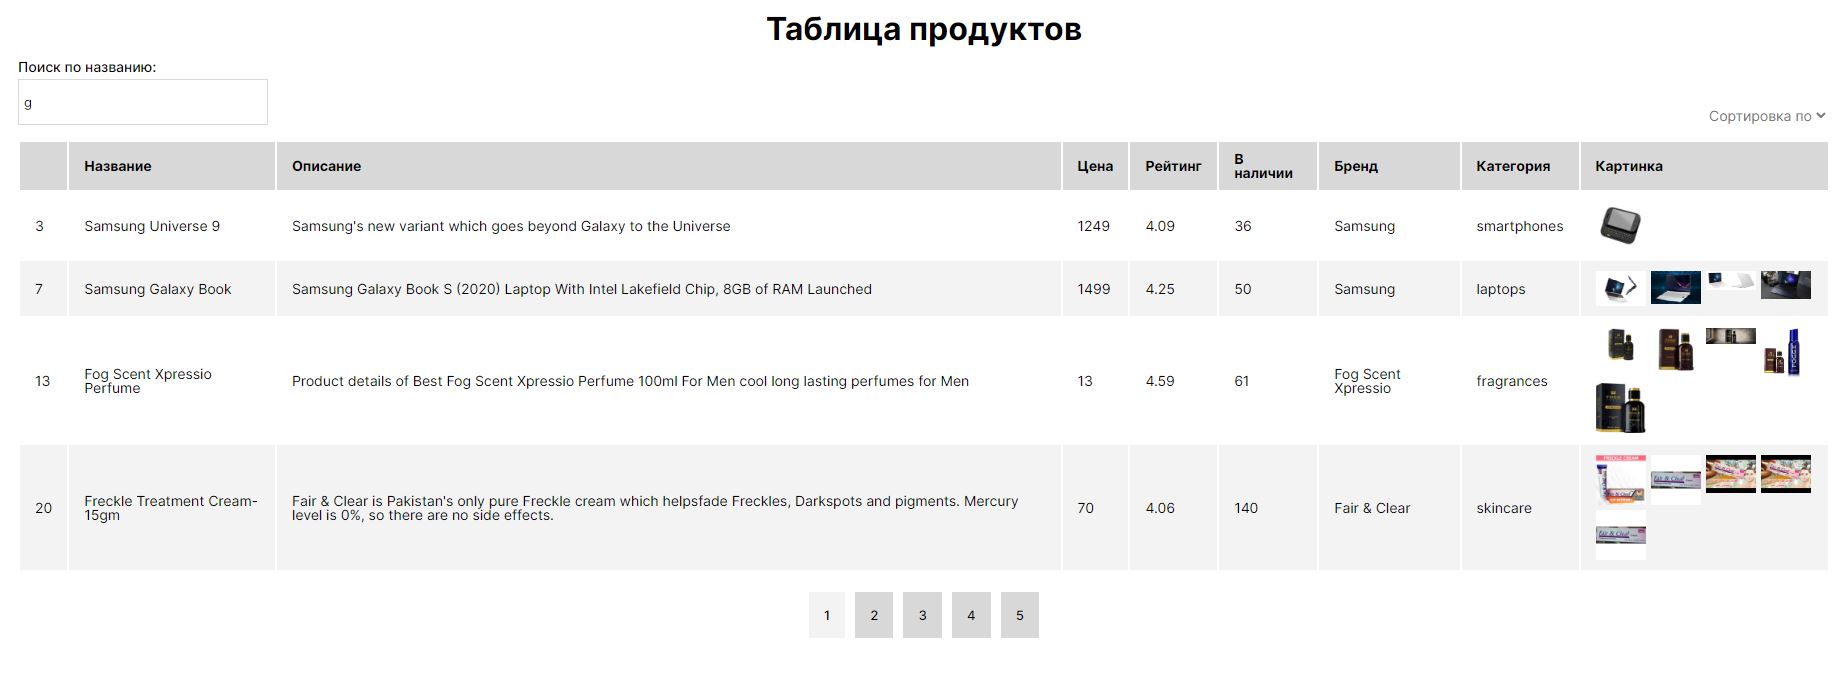 Таблица продуктов
Поиск по названию:
g
Сортировка по
Название Описание Цена Рейтинг В наличии Бренд Категория Картинка
3 Samsung Universe 9 Samsung's new variant which goes beyond Galaxy to the Universe 1249 4.09 36 Samsung smartphones
7 Samsung Galaxy Book Samsung Galaxy Book S (2020) Laptop With Intel Lakefield Chip, 8GB of RAM Launched 1499 4.25 50 Samsung laptops
13 Fog Scent Xpressio Perfume Product details of Best Fog Scent Xpressio Perfume 100ml For Men cool long lasting perfumes for Men 13 4.59 61 Fog Scent Xpressio fragrances
20 Freckle Treatment Cream-15gm Fair & Clear is Pakistan's only pure Freckle cream which helpsfade Freckles, Darkspots and pigments. Mercury level is 0%, so there are no side effects. 70 4.06 140 Fair & Clear skincare
FRECKLE CREAM
Fair & Clear
Fair & Clear
1 2 3 4 5